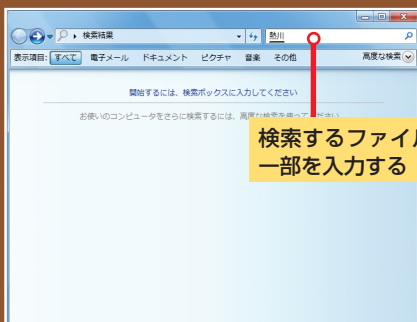 検索結果
熱川
表示項目: すべて 電子メール ドキュメント ピクチャ 音楽 その他 高度な検索
開始するには、検索ボックスに入力してください
お使いのコンピュータをさらに検索するには、高度な検索を使ってください
検索するファイル
一部を入力する